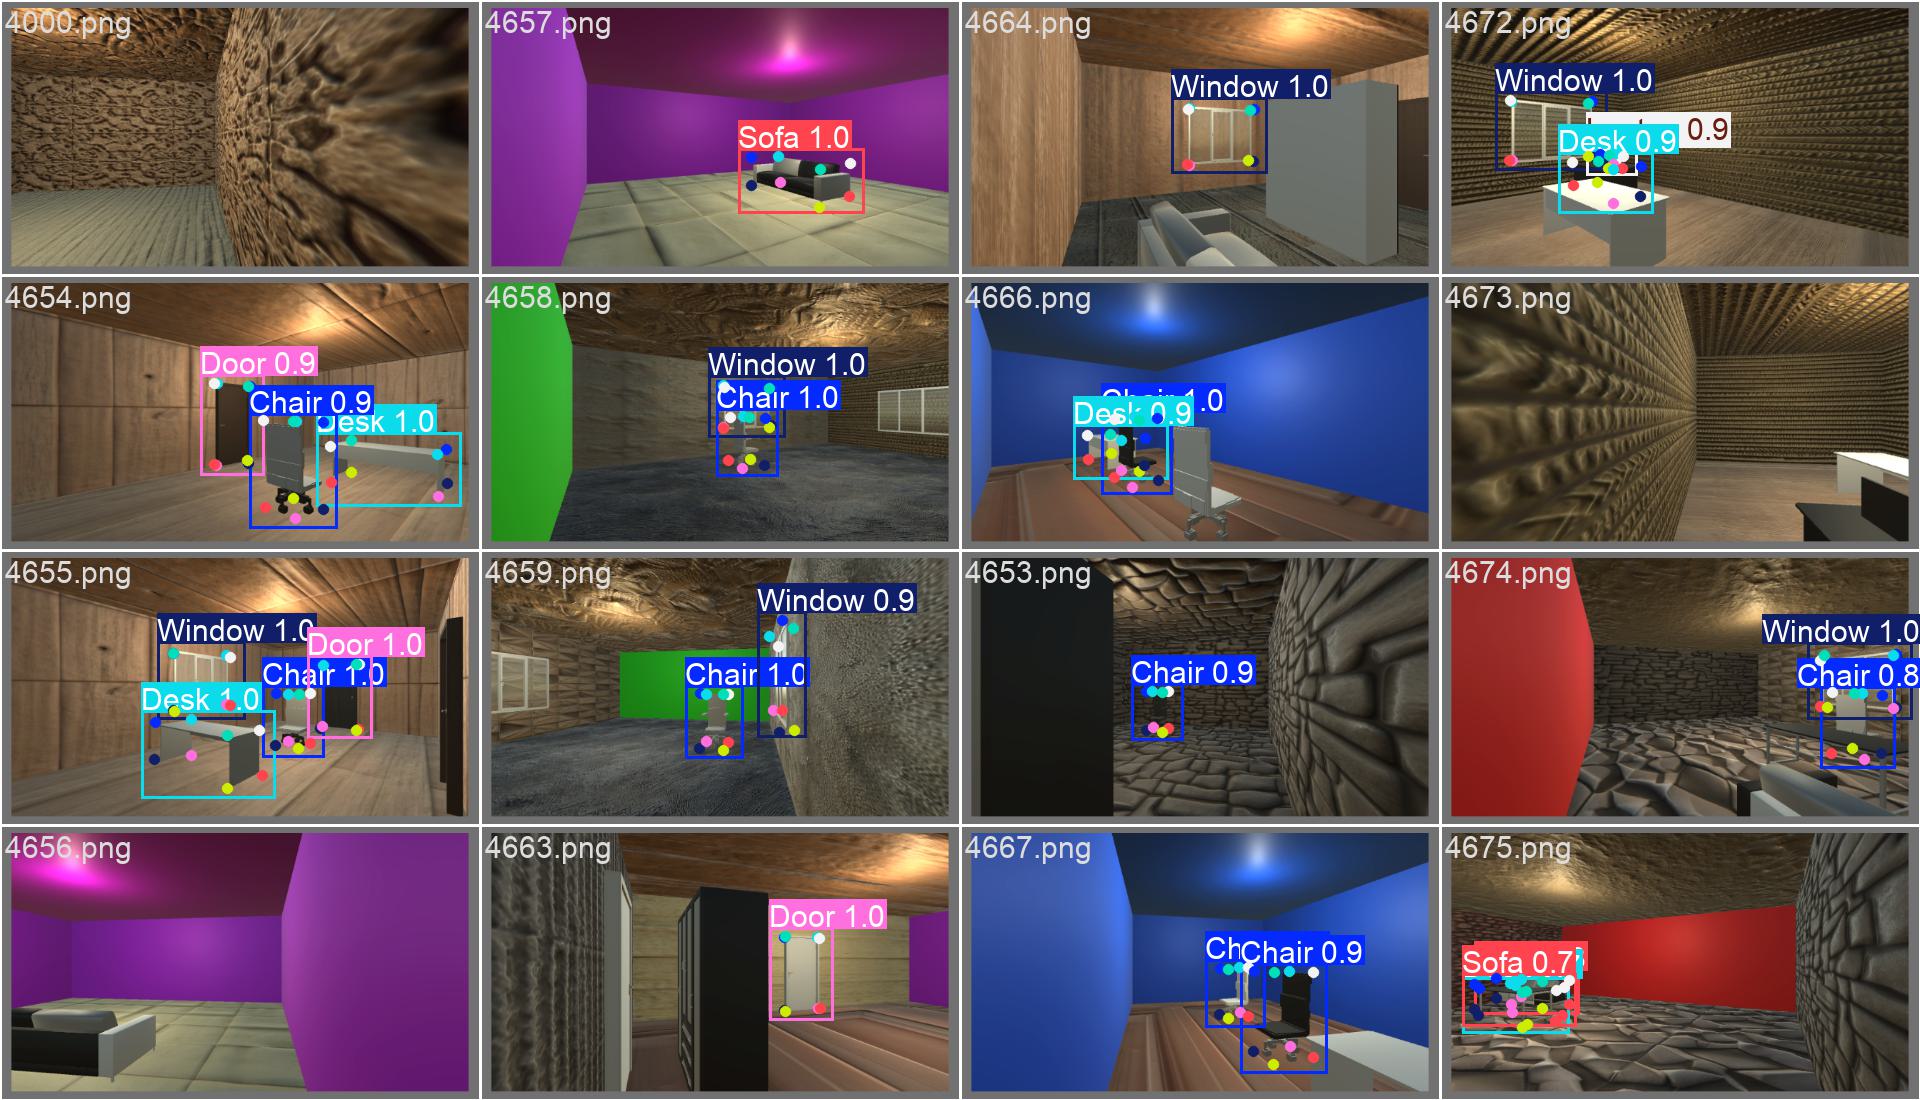 4000.png
4657.png
Sofa 1.0
4664.png
Window 1.0
4672.png
Window 1.0
0.9
Desk 0.9
4654.png
Door 0.9
Chair 0.9
Desk 1.0
4658.png
Window 1.0
Chair 1.0
4666.png
Chair 1.0
Desk 0.9
4673.png
4655.png
Window 1.0
Door 1.0
Chair 1.0
Desk 1.0
4659.png
Window 0.9
Chair 1.0
4653.png
Chair 0.9
4674.png
Window 1.0
Chair 0.8
4656.png
4663.png
Door 1.0
4667.png
Ch
Chair 0.9
4675.png
Sofa 0.7